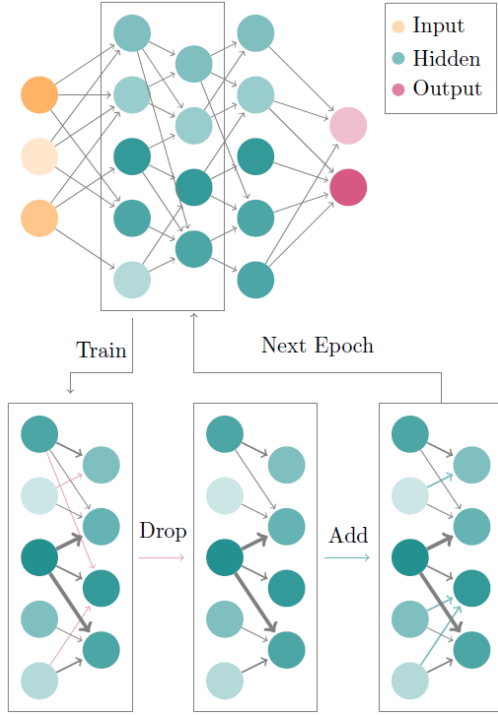 Input
Hidden
Output
Train
Next Epoch
Drop
Add